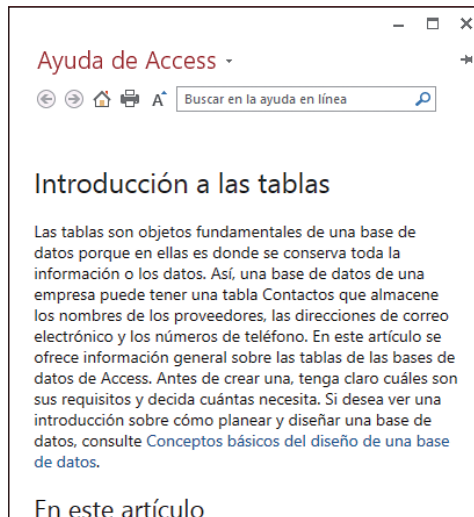 Ayuda de Access
A
Buscar en la ayuda en línea
Introducción a las tablas
Las tablas son objetos fundamentales de una base de
datos porque en ellas es donde se conserva toda la
información o los datos. Así, una base de datos de una
empresa puede tener una tabla Contactos que almacene
los nombres de los proveedores, las direcciones de correo
electrónico y los números de teléfono. En este artículo se
ofrece información general sobre las tablas de las bases de
datos de Access. Antes de crear una, tenga claro cuáles son
sus requisitos y decida cuántas necesita. Si desea ver una
introducción sobre cómo planear y diseñar una base de
datos, consulte Conceptos básicos del diseño de una base
de datos.
En este artículo